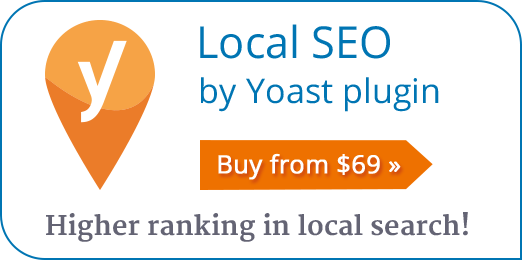 y
Local SEO
by Yoast plugin
Buy from $69 »
Higher ranking in local search!